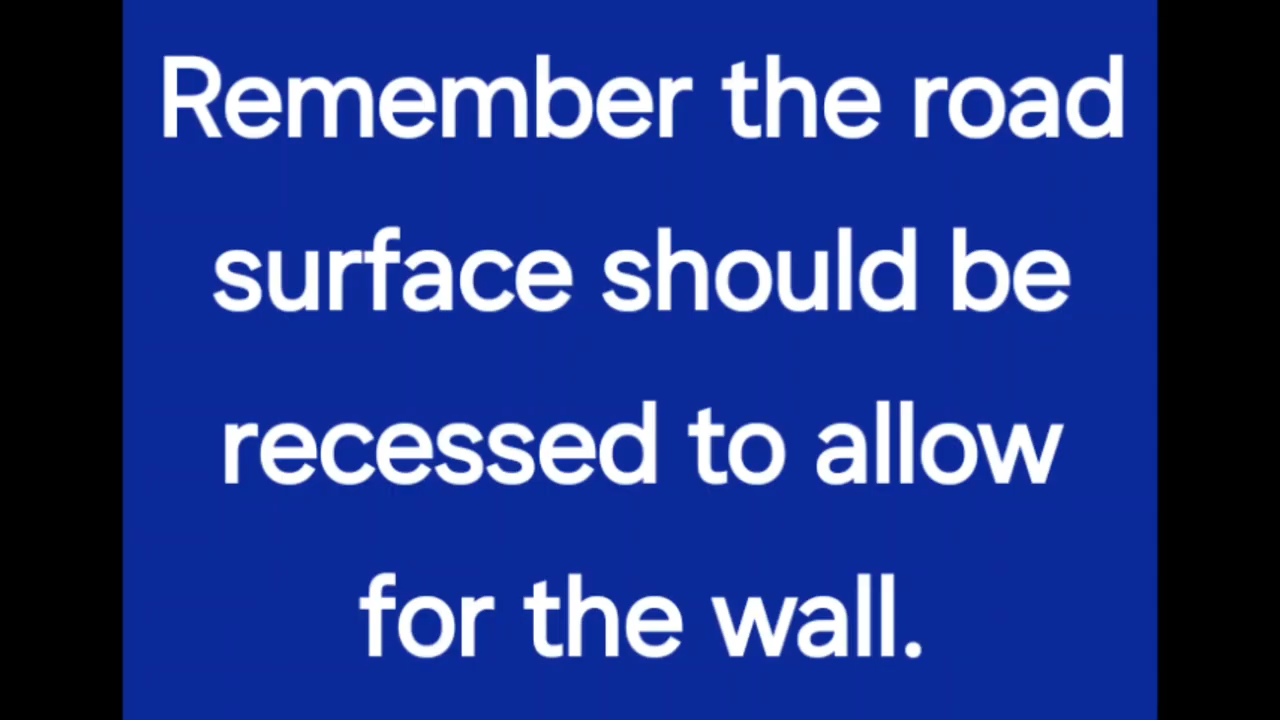 Remember the road
surface should be
recessed to allow
for the wall.